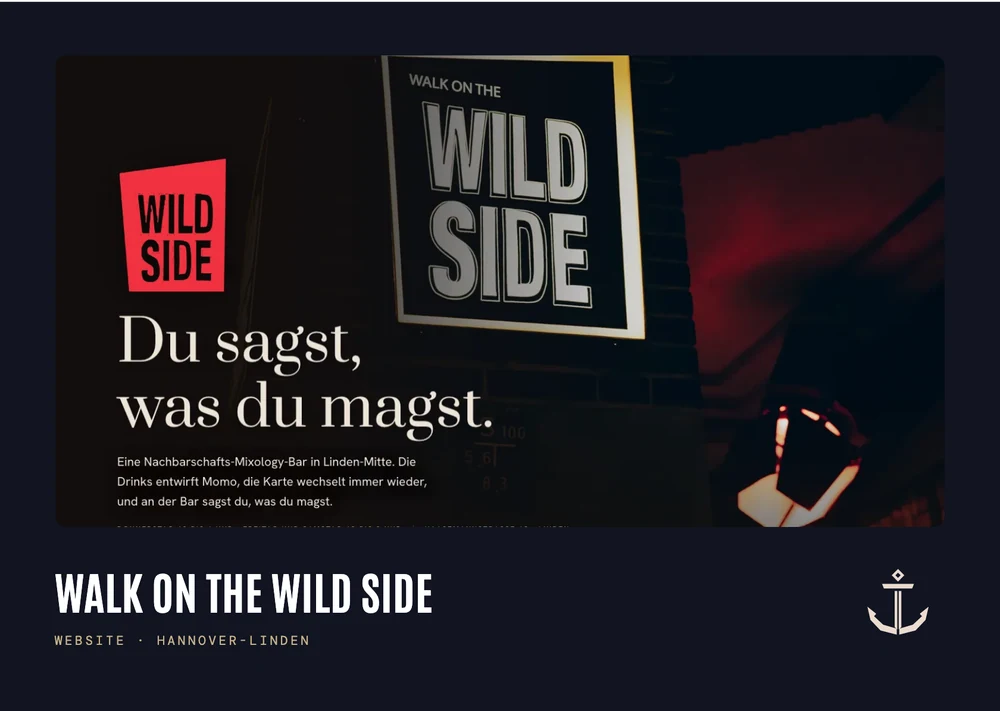 WALK ON THE
WILD
SIDE
WILD
SIDE
Du sagst,
was du magst.
Eine Nachbarschafts-Mixology-Bar in Linden-Mitte. Die
Drinks entwirft Momo, die Karte wechselt immer wieder,
und an der Bar sagst du, was du magst.
WALK ON THE WILD SIDE
WEBSITE · HANNOVER-LINDEN